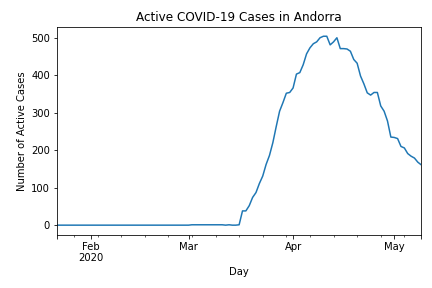 Active COVID-19 Cases in Andorra
Number of Active Cases
500
400
300
200
100
0
Feb
2020
Mar
Apr
May
Day